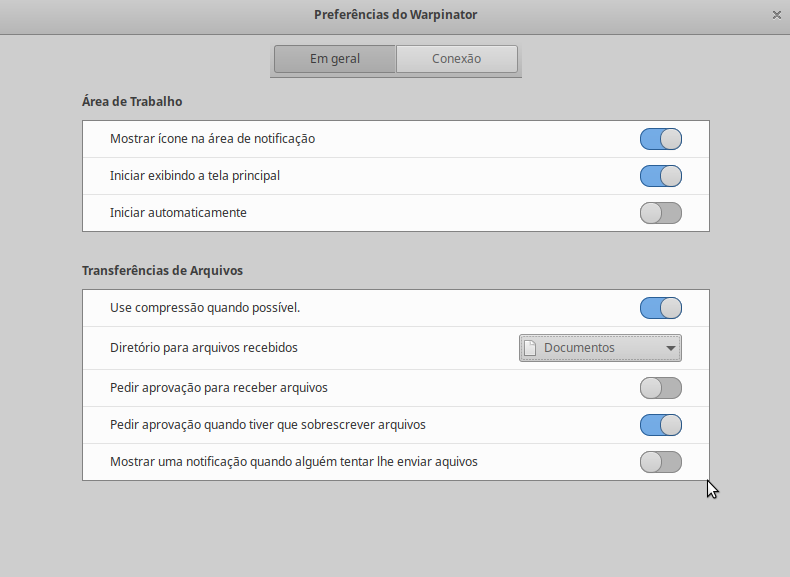 Preferências do Warpinator
Em geral
Conexão
Área de Trabalho
Mostrar ícone na área de notificação
Iniciar exibindo a tela principal
Iniciar automaticamente
Transferências de Arquivos
Use compressão quando possível.
Diretório para arquivos recebidos
Documentos
Pedir aprovação para receber arquivos
Pedir aprovação quando tiver que sobrescrever arquivos
Mostrar uma notificação quando alguém tentar lhe enviar aquivos